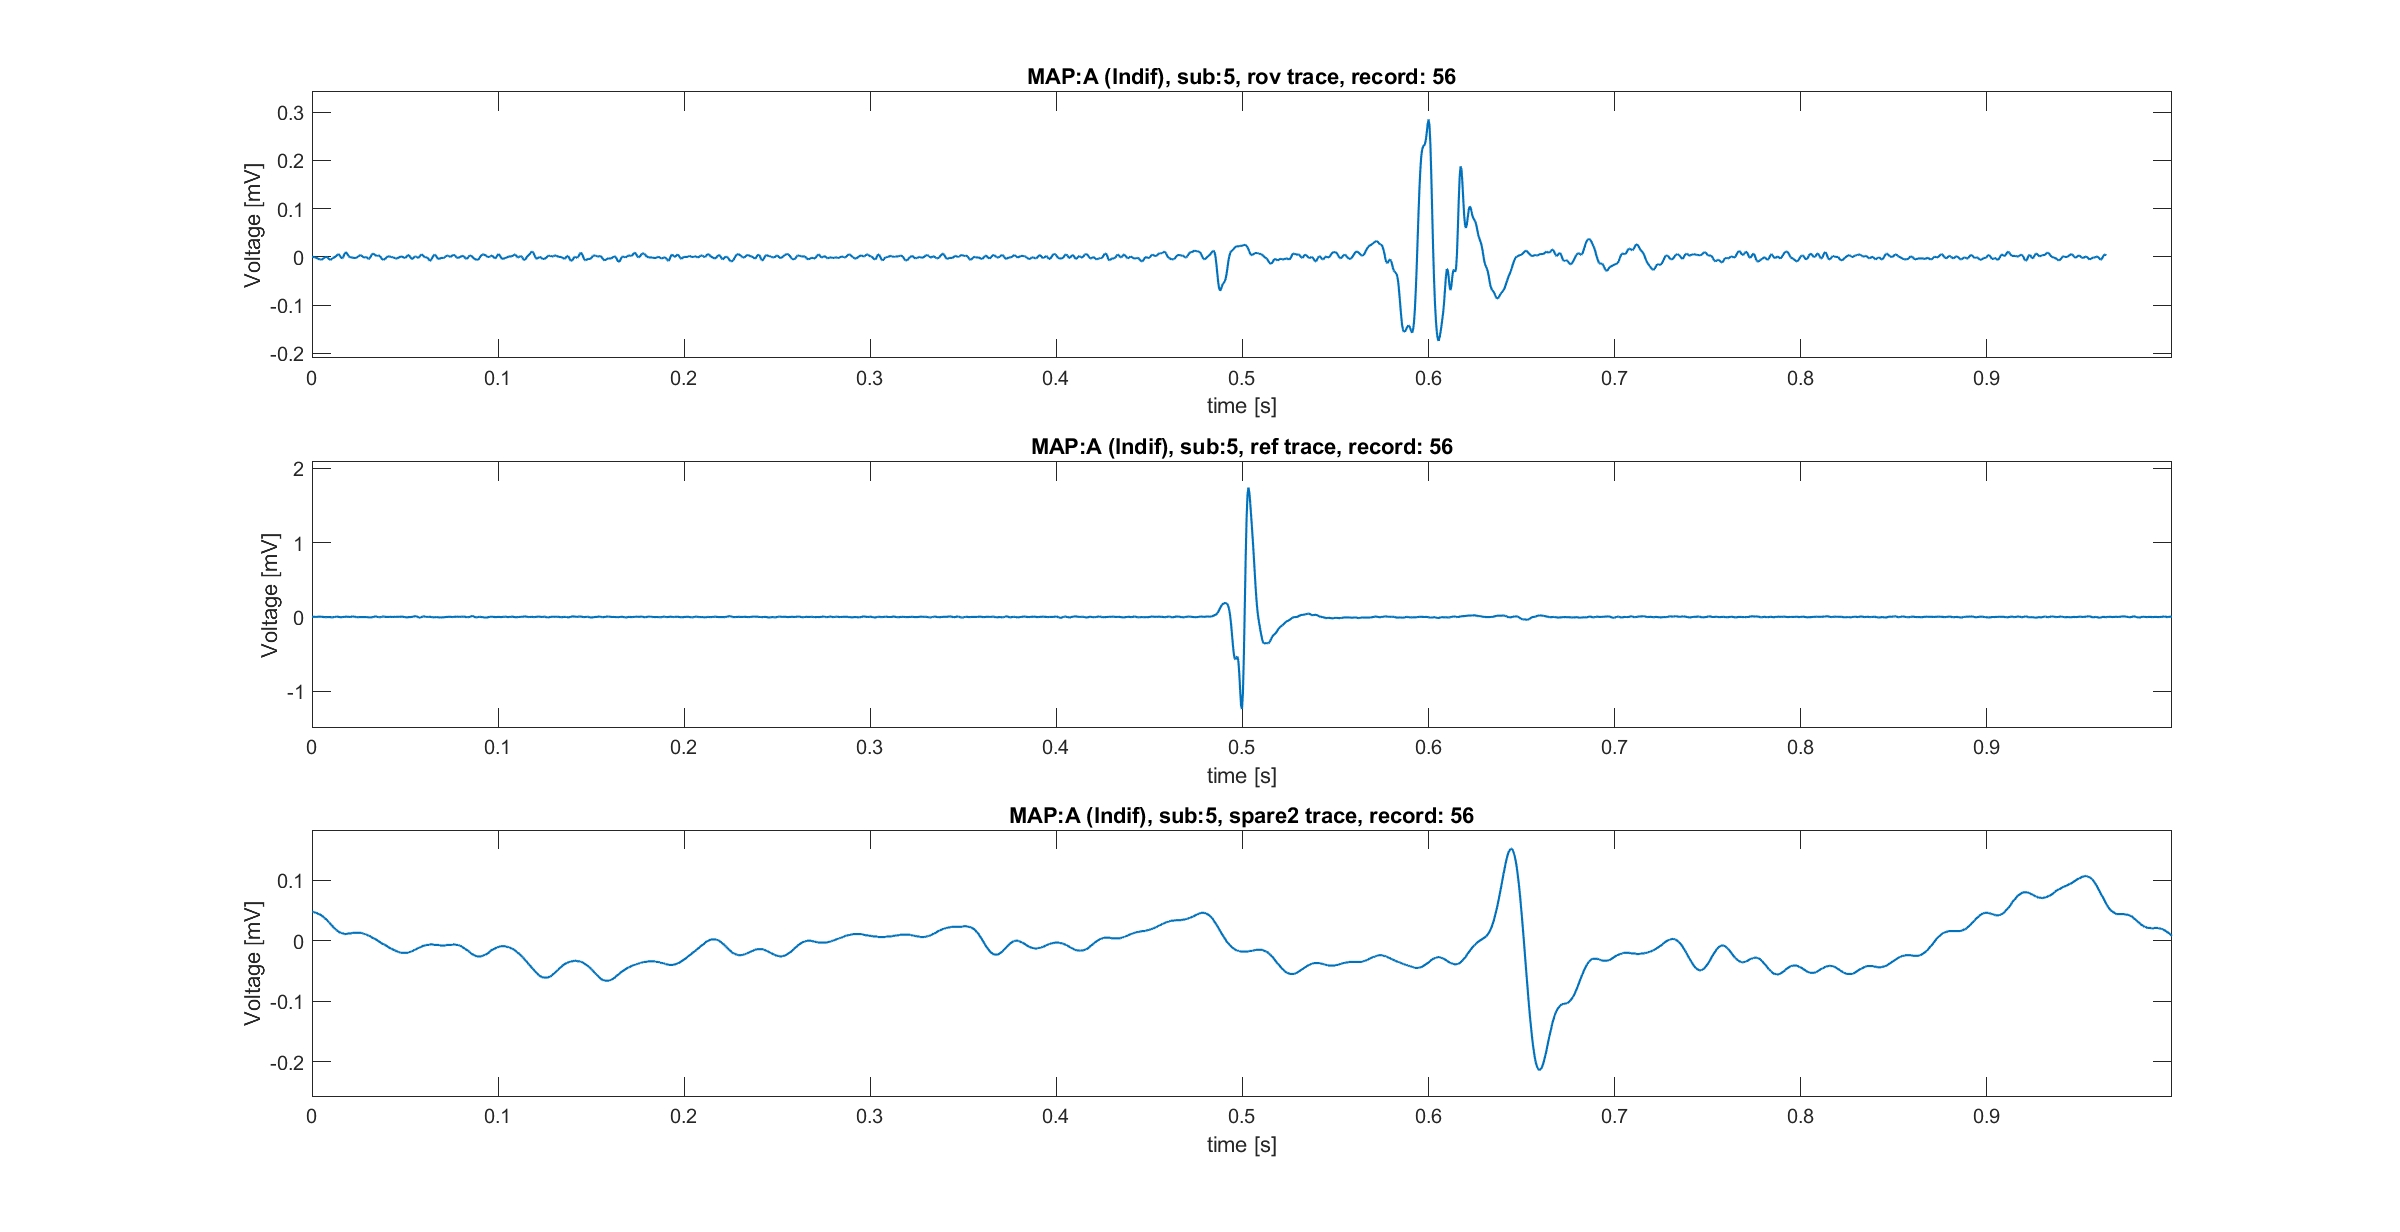 MAP:A (Indif), sub:5, rov trace, record: 56
Voltage [mV]
0.3
0.2
0.1
0
-0.1
-0.2
0 0.1 0.2 0.3 0.4 0.5 0.6 0.7 0.8 0.9
time [s]
MAP:A (Indif), sub:5, ref trace, record: 56
Voltage [mV]
2
1
0
-1
0 0.1 0.2 0.3 0.4 0.5 0.6 0.7 0.8 0.9
time [s]
MAP:A (Indif), sub:5, spare2 trace, record: 56
Voltage [mV]
0.1
0
-0.1
-0.2
0 0.1 0.2 0.3 0.4 0.5 0.6 0.7 0.8 0.9
time [s]